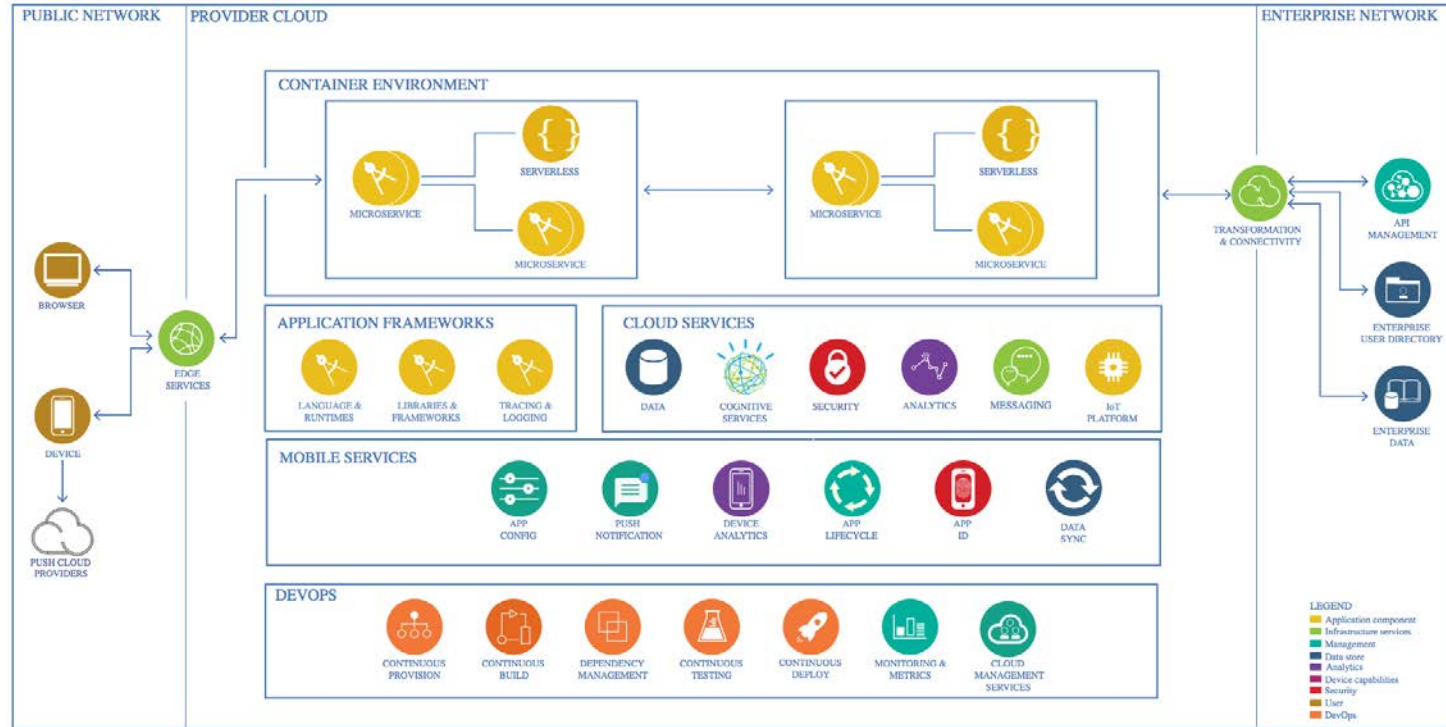 PUBLIC NETWORK
PROVIDER CLOUD
ENTERPRISE NETWORK
CONTAINER ENVIRONMENT
MICROSERVICE
SERVERLESS
MICROSERVICE
MICROSERVICE
SERVERLESS
MICROSERVICE
BROWSER
DEVICE
PUSH CLOUD
PROVIDERS
EDGE
SERVICES
TRANSFORMATION
& CONNECTIVITY
API
MANAGEMENT
ENTERPRISE
USER DIRECTORY
ENTERPRISE
DATA
APPLICATION FRAMEWORKS
LANGUAGE &
RUNTIMES
LIBRARIES &
FRAMEWORKS
TRACING &
LOGGING
CLOUD SERVICES
DATA
COGNITIVE
SERVICES
SECURITY
ANALYTICS
MESSAGING
IoT
PLATFORM
MOBILE SERVICES
APP
CONFIG
PUSH
NOTIFICATION
DEVICE
ANALYTICS
APP
LIFECYCLE
APP
ID
DATA
SYNC
DEVOPS
CONTINUOUS
PROVISION
CONTINUOUS
BUILD
DEPENDENCY
MANAGEMENT
CONTINUOUS
TESTING
CONTINUOUS
DEPLOY
MONITORING &
METRICS
CLOUD
MANAGEMENT
SERVICES
LEGEND
Application component
Infrastructure services
Management
Data store
Analytics
Device capabilities
Security
User
DevOps